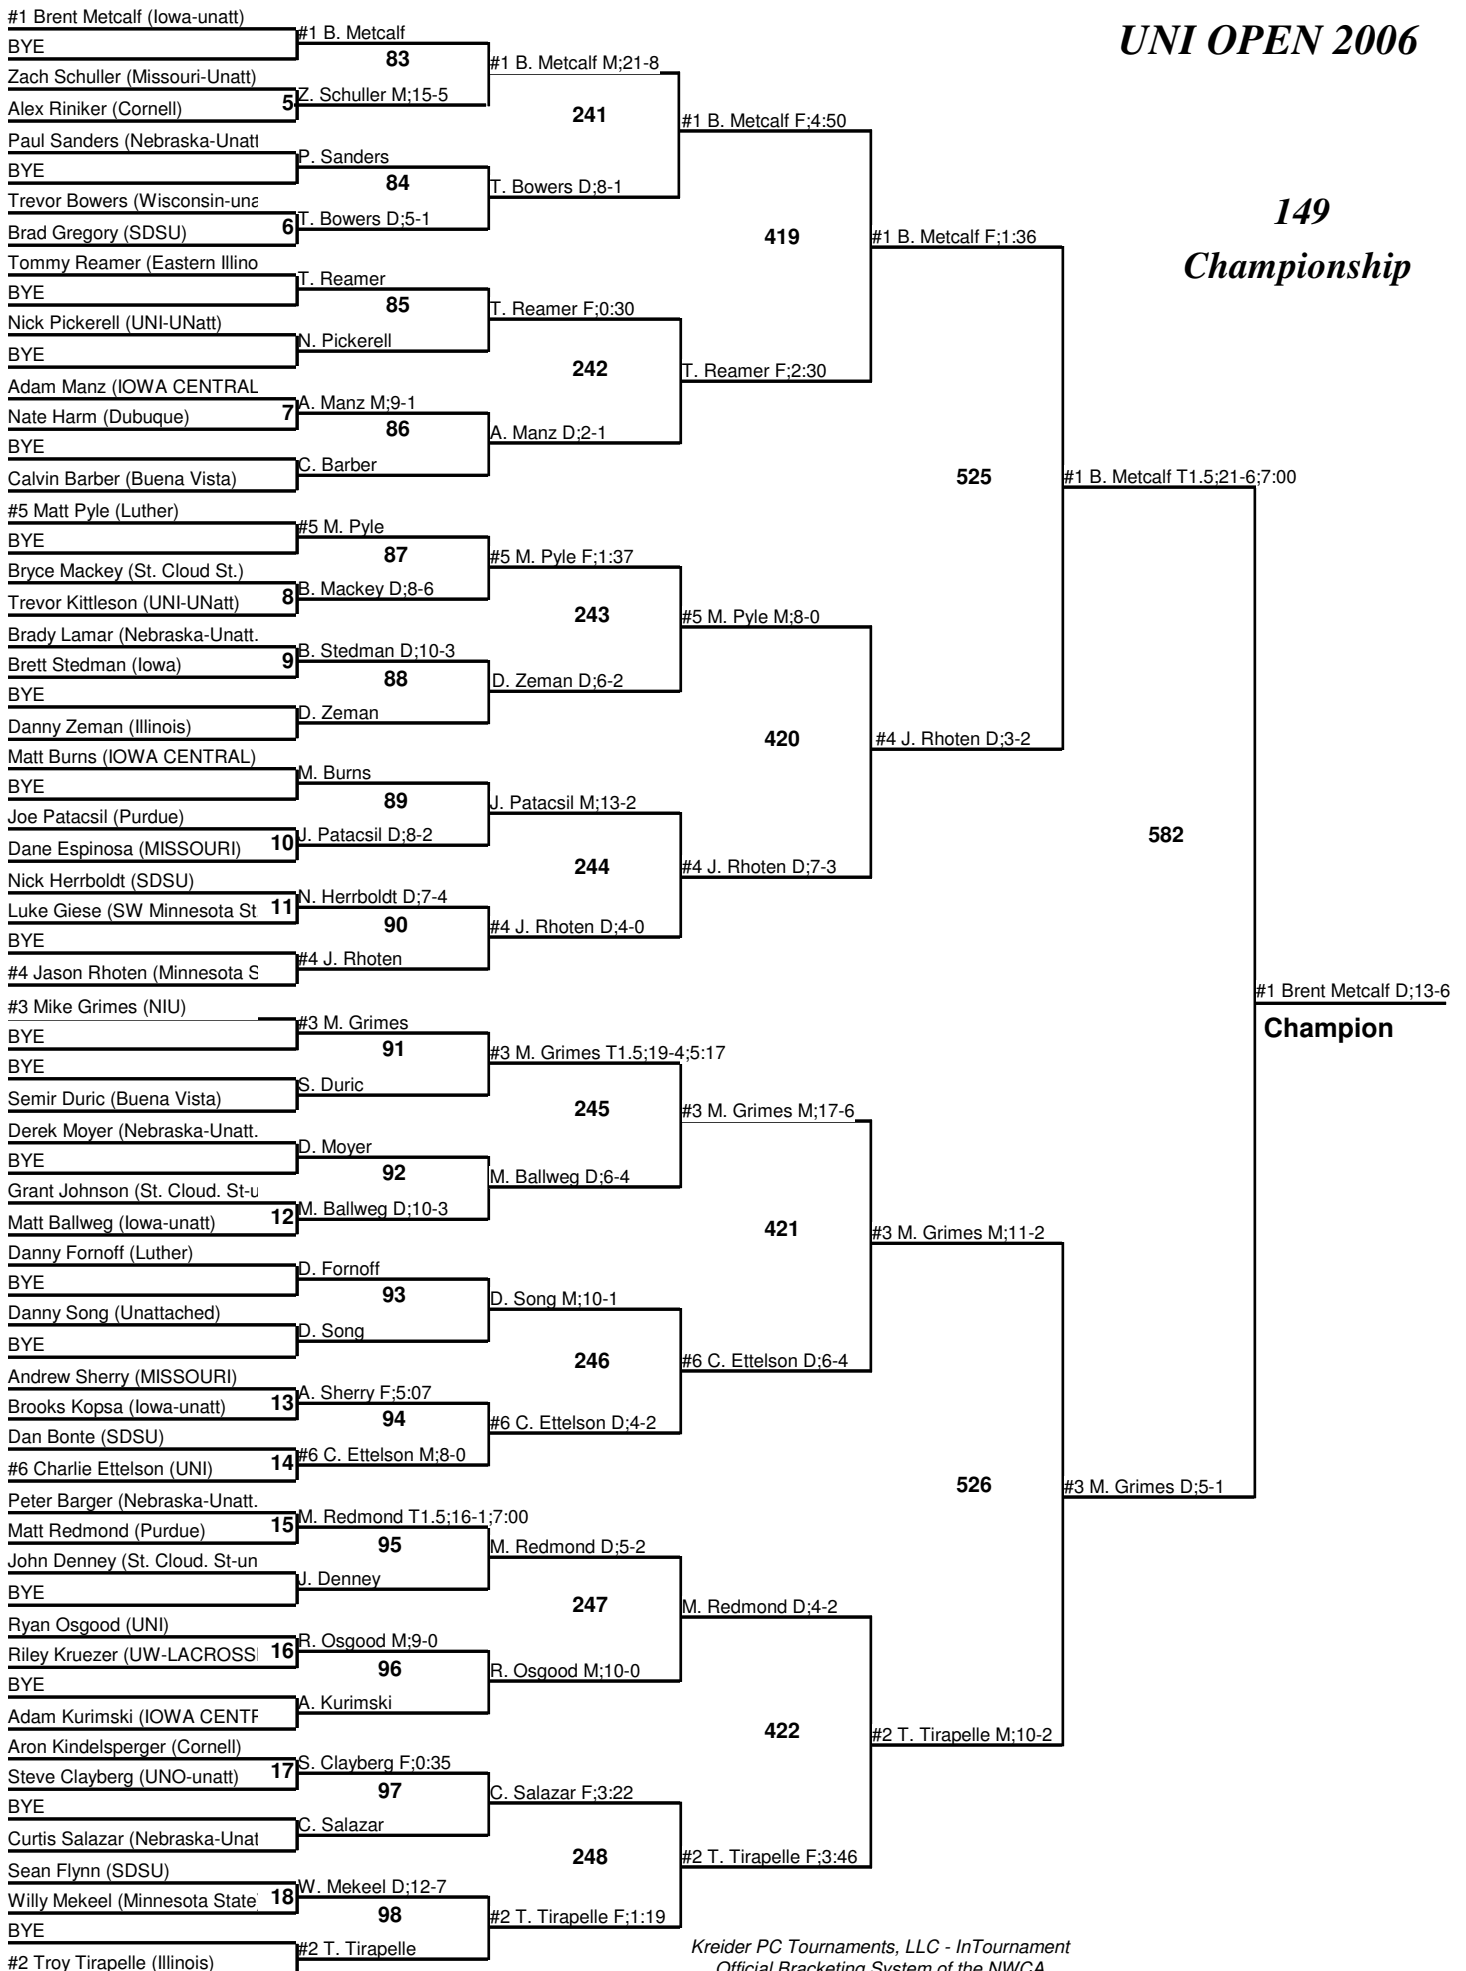 UNI OPEN 2006
149
Championship
#1 Brent Metcalf (Iowa-unatt)
BYE
Zach Schuller (Missouri-Unatt)
Alex Riniker (Cornell)
Paul Sanders (Nebraska-Unatt
BYE
Trevor Bowers (Wisconsin-una
Brad Gregory (SDSU)
Tommy Reamer (Eastern Illino
BYE
Nick Pickerell (UNI-UNatt)
BYE
Adam Manz (IOWA CENTRAL
Nate Harm (Dubuque)
BYE
Calvin Barber (Buena Vista)
#5 Matt Pyle (Luther)
BYE
Bryce Mackey (St. Cloud St.)
Trevor Kittleson (UNI-UNatt)
Brady Lamar (Nebraska-Unatt.
Brett Stedman (Iowa)
BYE
Danny Zeman (Illinois)
Matt Burns (IOWA CENTRAL)
BYE
Joe Patacsil (Purdue)
Dane Espinosa (MISSOURI)
Nick Herrboldt (SDSU)
Luke Giese (SW Minnesota St
BYE
#4 Jason Rhoten (Minnesota S
#3 Mike Grimes (NIU)
BYE
BYE
Semir Duric (Buena Vista)
Derek Moyer (Nebraska-Unatt.
BYE
Grant Johnson (St. Cloud. St-u
Matt Ballweg (Iowa-unatt)
Danny Fornoff (Luther)
BYE
Danny Song (Unattached)
BYE
Andrew Sherry (MISSOURI)
Brooks Kopsa (Iowa-unatt)
Dan Bonte (SDSU)
#6 Charlie Ettelson (UNI)
Peter Barger (Nebraska-Unatt.
Matt Redmond (Purdue)
John Denney (St. Cloud. St-un
BYE
Ryan Osgood (UNI)
Riley Kruezer (UW-LACROSS
BYE
Adam Kurimski (IOWA CENTR
Aron Kindelsperger (Cornell)
Steve Clayberg (UNO-unatt)
BYE
Curtis Salazar (Nebraska-Unat
Sean Flynn (SDSU)
Willy Mekeel (Minnesota State
BYE
#2 Troy Tirapelle (Illinois)
5
6
7
8
9
10
11
12
13
14
15
16
17
18
#1 B. Metcalf
83
Z. Schuller M;15-5
P. Sanders
84
T. Bowers D;5-1
T. Reamer
85
N. Pickerell
A. Manz M;9-1
86
C. Barber
#5 M. Pyle
87
B. Mackey D;8-6
B. Stedman D;10-3
88
D. Zeman
M. Burns
89
J. Patacsil D;8-2
N. Herrboldt D;7-4
90
#4 J. Rhoten
#3 M. Grimes
91
S. Duric
D. Moyer
92
M. Ballweg D;10-3
D. Fornoff
93
D. Song
A. Sherry F;5:07
94
#6 C. Ettelson M;8-0
M. Redmond T1.5;16-1;7:00
95
J. Denney
R. Osgood M;9-0
96
A. Kurimski
S. Clayberg F;0:35
97
C. Salazar
W. Mekeel D;12-7
98
#2 T. Tirapelle
#1 B. Metcalf M;21-8
241
T. Bowers D;8-1
T. Reamer F;0:30
242
A. Manz D;2-1
#5 M. Pyle F;1:37
243
D. Zeman D;6-2
J. Patacsil M;13-2
244
#4 J. Rhoten D;4-0
#3 M. Grimes T1.5;19-4;5:17
245
M. Ballweg D;6-4
D. Song M;10-1
246
#6 C. Ettelson D;4-2
M. Redmond D;5-2
247
R. Osgood M;10-0
C. Salazar F;3:22
248
#2 T. Tirapelle F;1:19
#1 B. Metcalf F;4:50
419
T. Reamer F;2:30
#5 M. Pyle M;8-0
420
#4 J. Rhoten D;7-3
#3 M. Grimes M;17-6
421
#6 C. Ettelson D;6-4
M. Redmond D;4-2
422
#2 T. Tirapelle F;3:46
#1 B. Metcalf F;1:36
525
#4 J. Rhoten D;3-2
#3 M. Grimes M;11-2
526
#2 T. Tirapelle M;10-2
#1 B. Metcalf T1.5;21-6;7:00
582
#3 M. Grimes D;5-1
#1 Brent Metcalf D;13-6
Champion
Kreider PC Tournaments, LLC - InTournament
Official Bracketing System of the NWCA